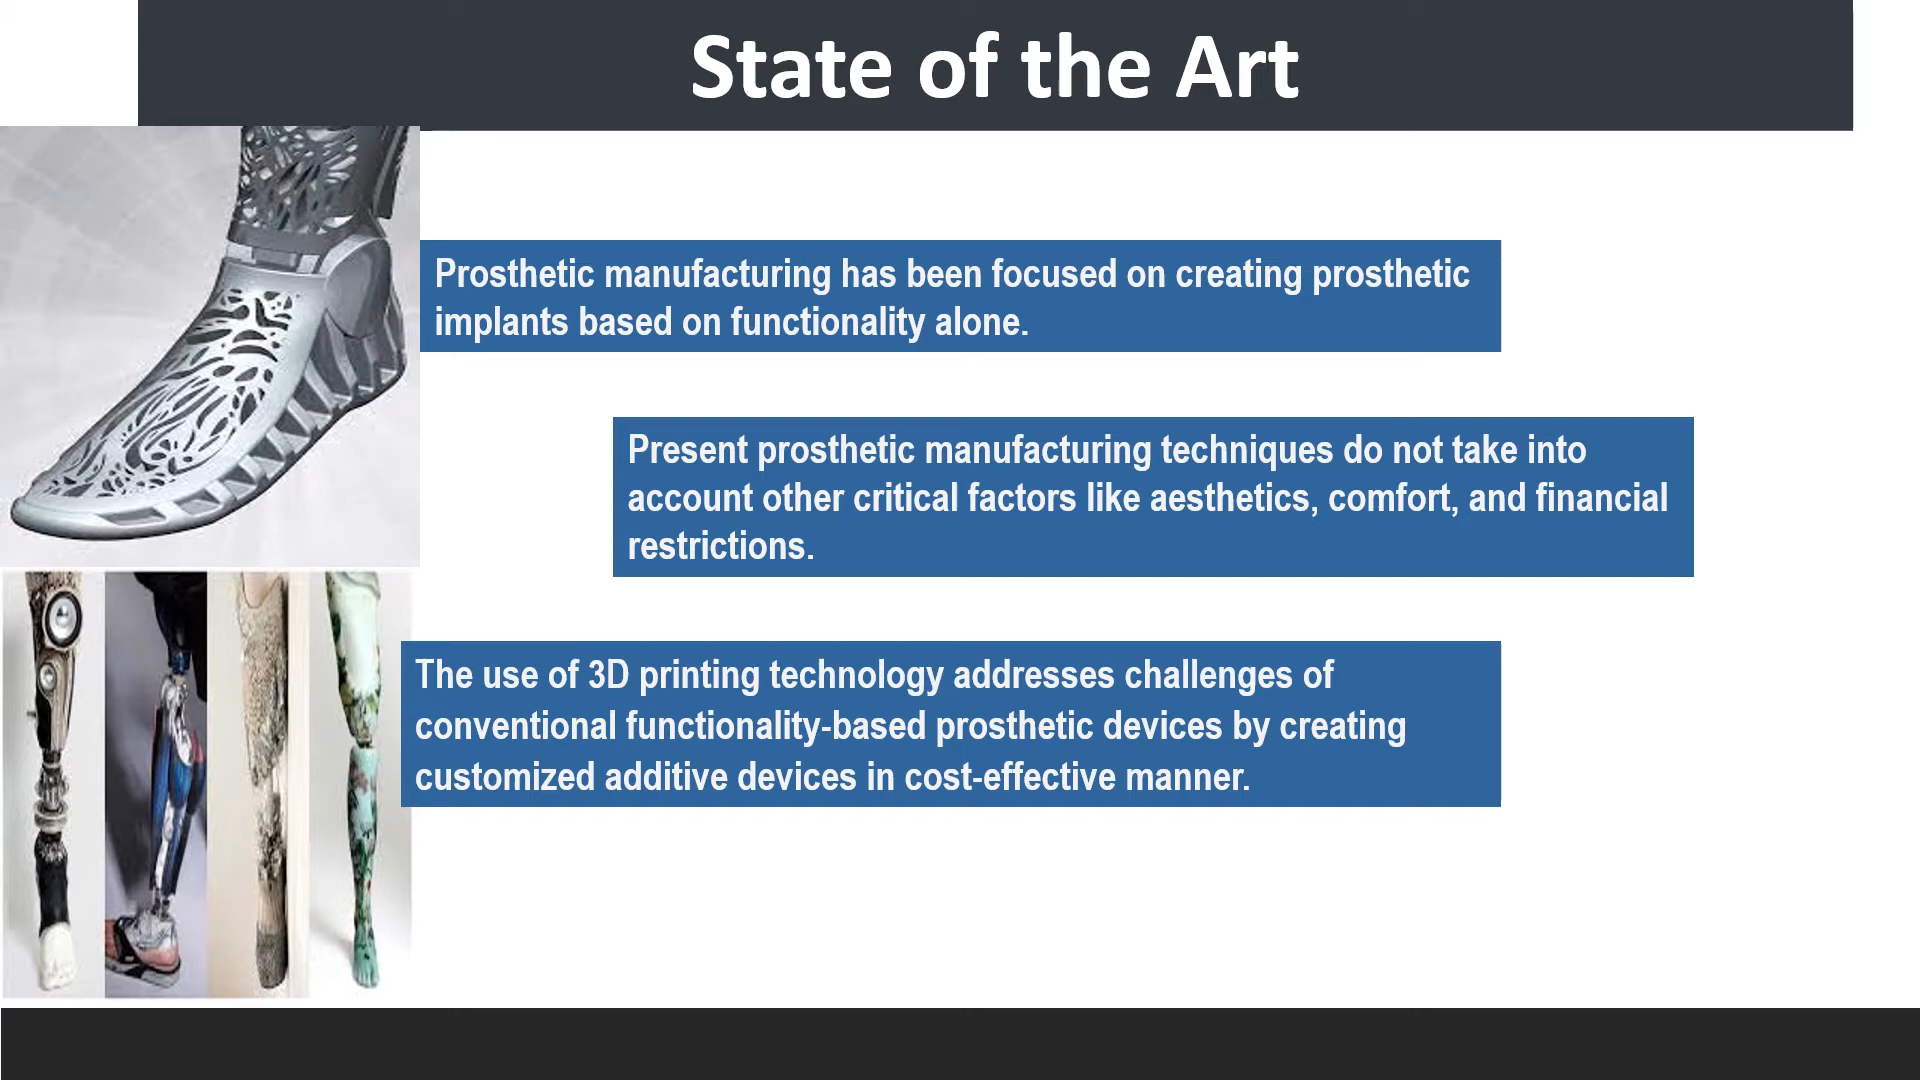 State of the Art
Prosthetic manufacturing has been focused on creating prosthetic
implants based on functionality alone.
Present prosthetic manufacturing techniques do not take into
account other critical factors like aesthetics, comfort, and financial
restrictions.
The use of 3D printing technology addresses challenges of
conventional functionality-based prosthetic devices by creating
customized additive devices in cost-effective manner.